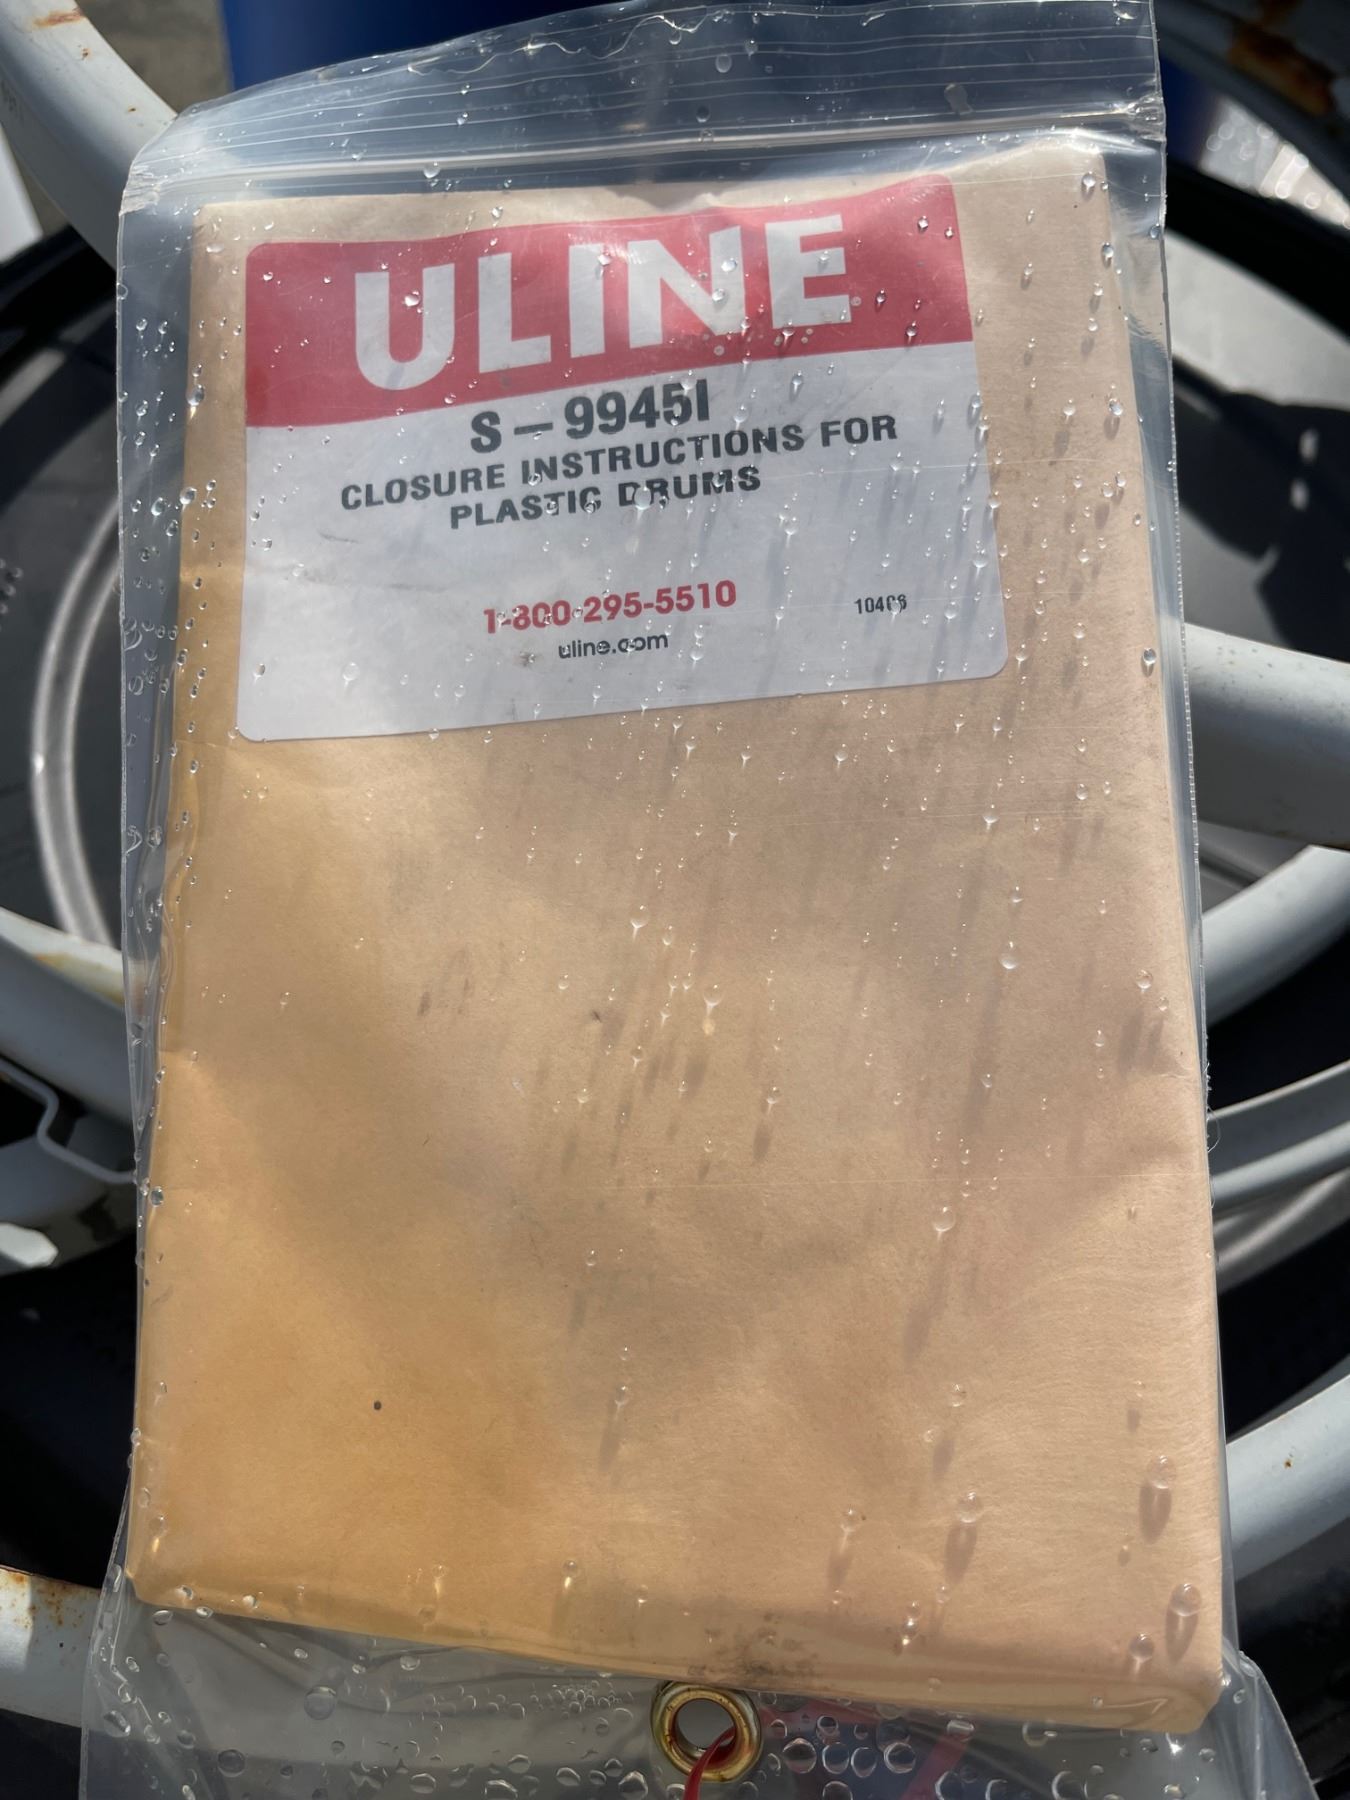 ULINE
S-9945I
CLOSURE INSTRUCTIONS FOR
PLASTIC DRUMS
1-800-295-5510
uline.com